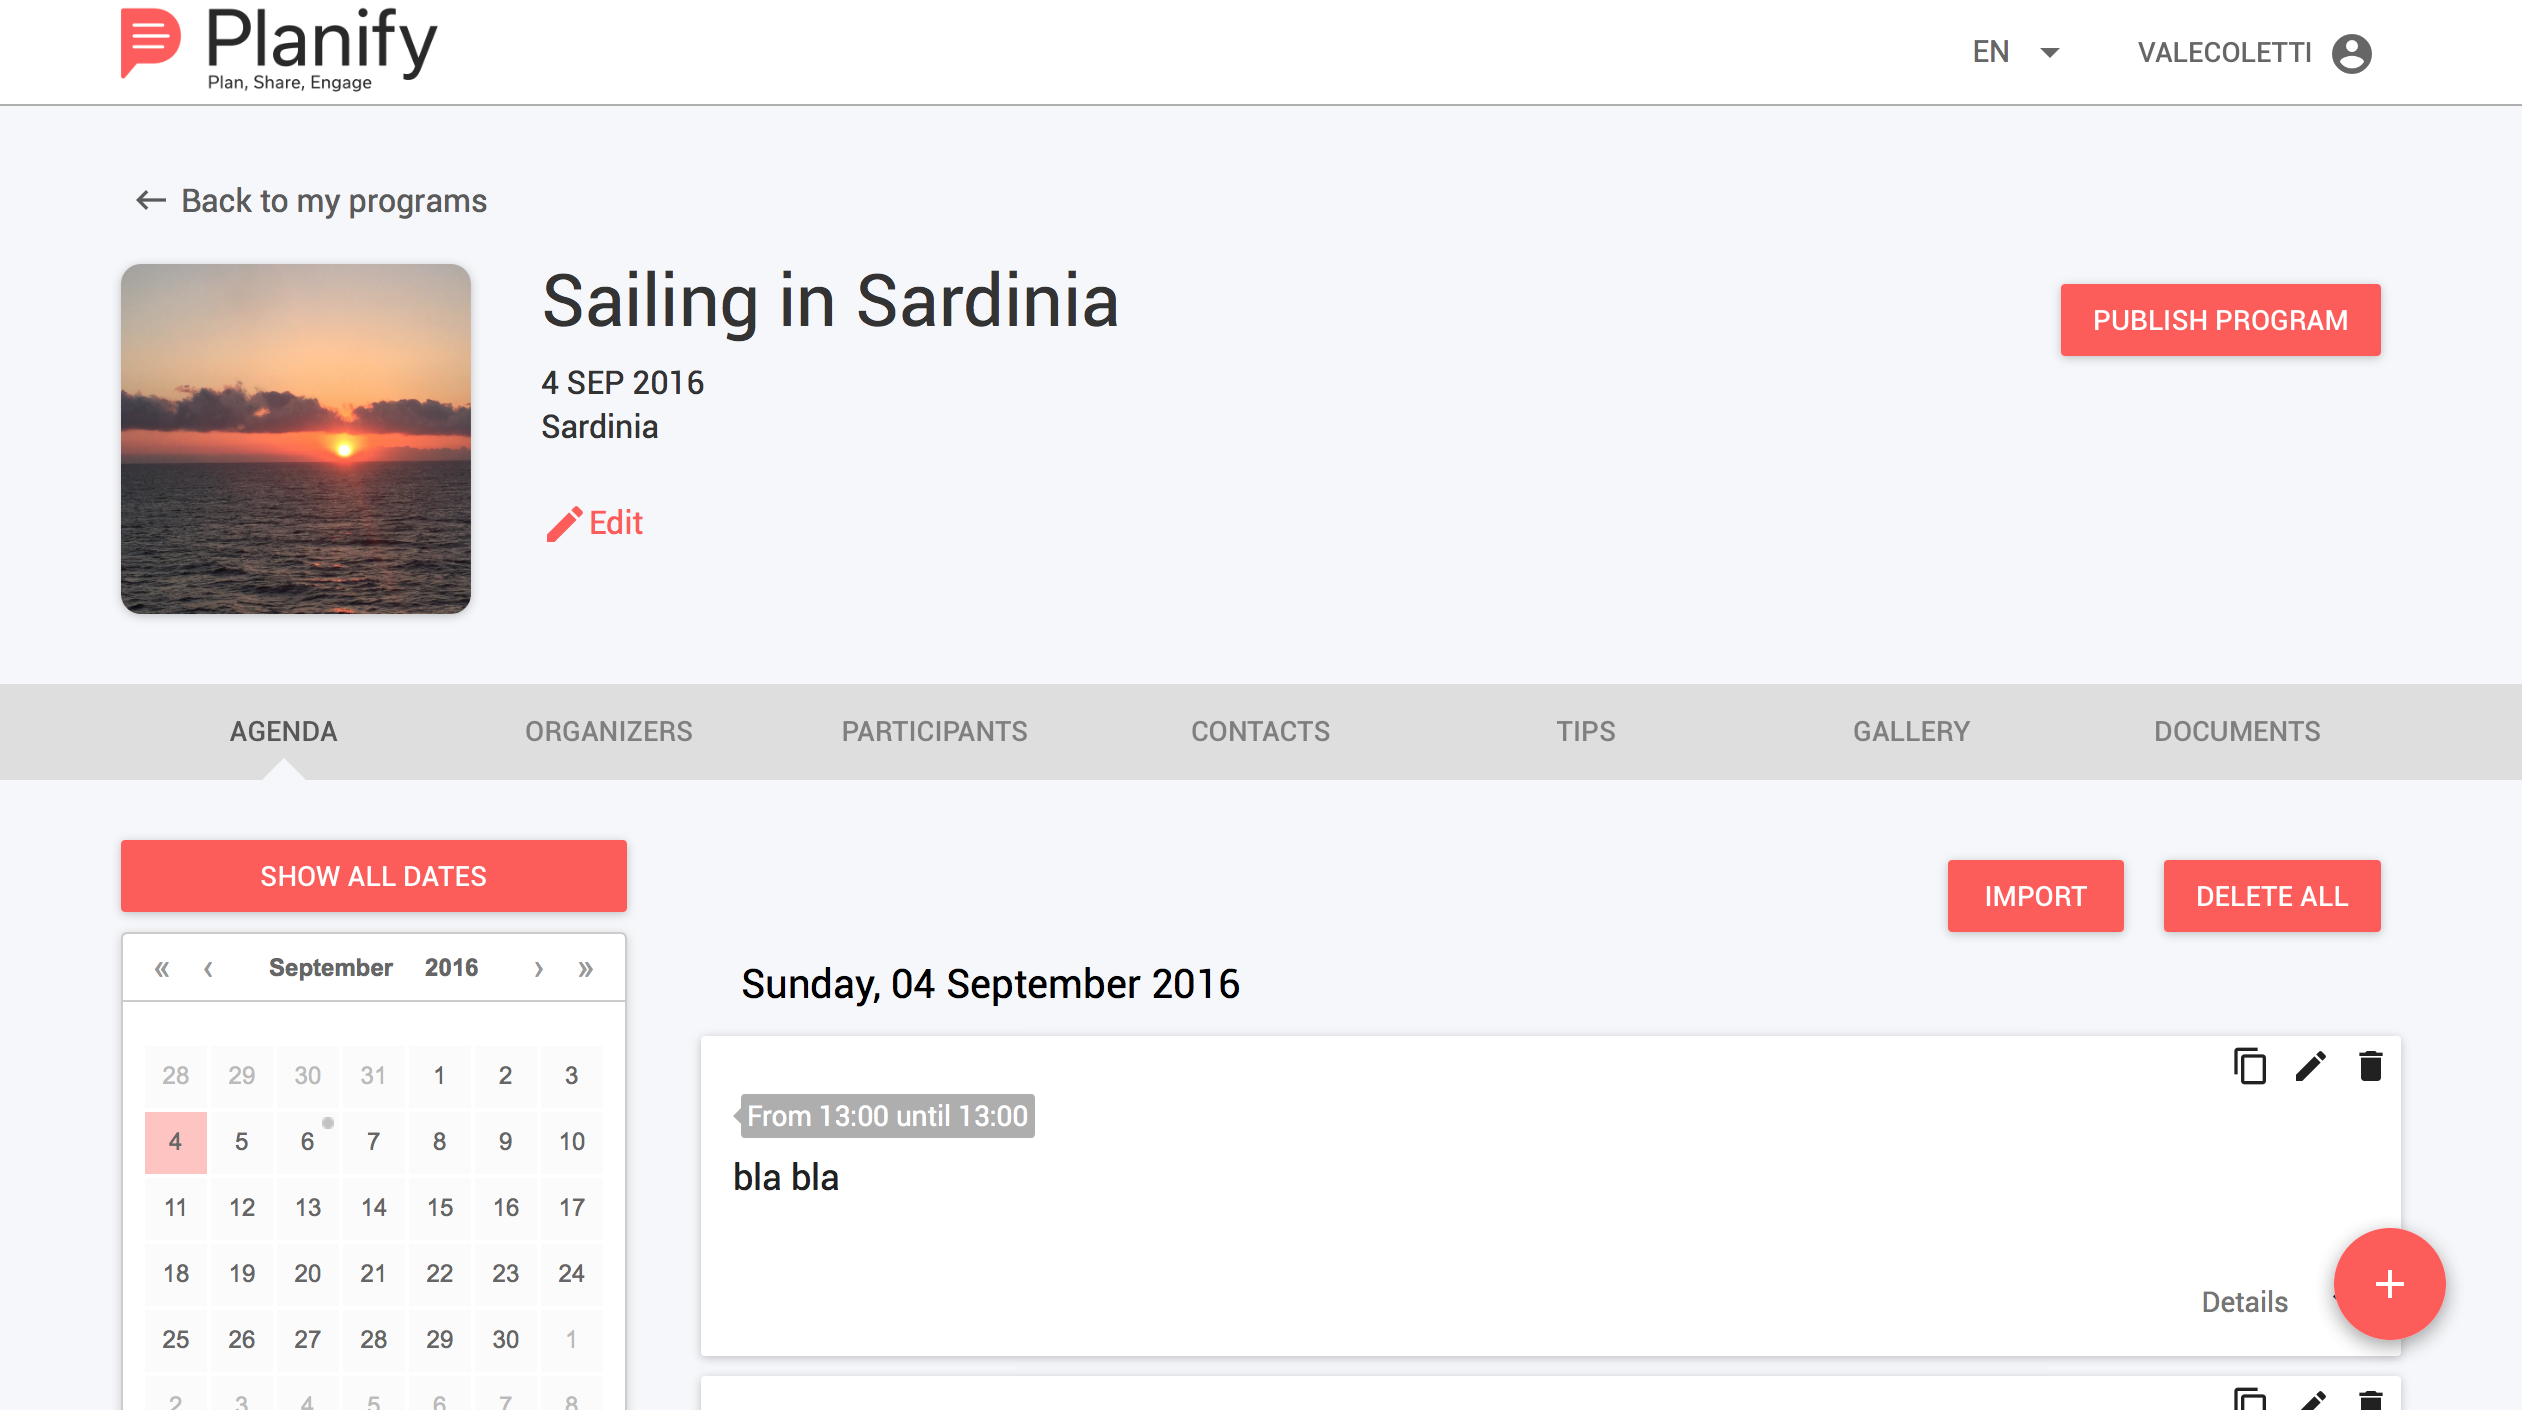 Planify
Plan, Share, Engage
EN
VALECOLETTI
Back to my programs
Sailing in Sardinia
4 SEP 2016
Sardinia
Edit
PUBLISH PROGRAM
AGENDA ORGANIZERS PARTICIPANTS CONTACTS TIPS GALLERY DOCUMENTS
SHOW ALL DATES
« ‹ September 2016 › »
28 29 30 31 1 2 3
4 5 6 7 8 9 10
11 12 13 14 15 16 17
18 19 20 21 22 23 24
25 26 27 28 29 30 1
2 3 4 5 6 7 8
IMPORT
DELETE ALL
Sunday, 04 September 2016
From 13:00 until 13:00
bla bla
Details
+